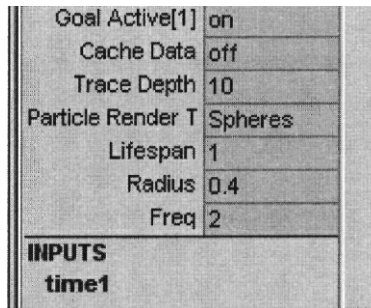 Goal Active[1] on
Cache Data off
Trace Depth 10
Particle Render T Spheres
Lifespan 1
Radius 0.4
Freq 2
INPUTS
time1